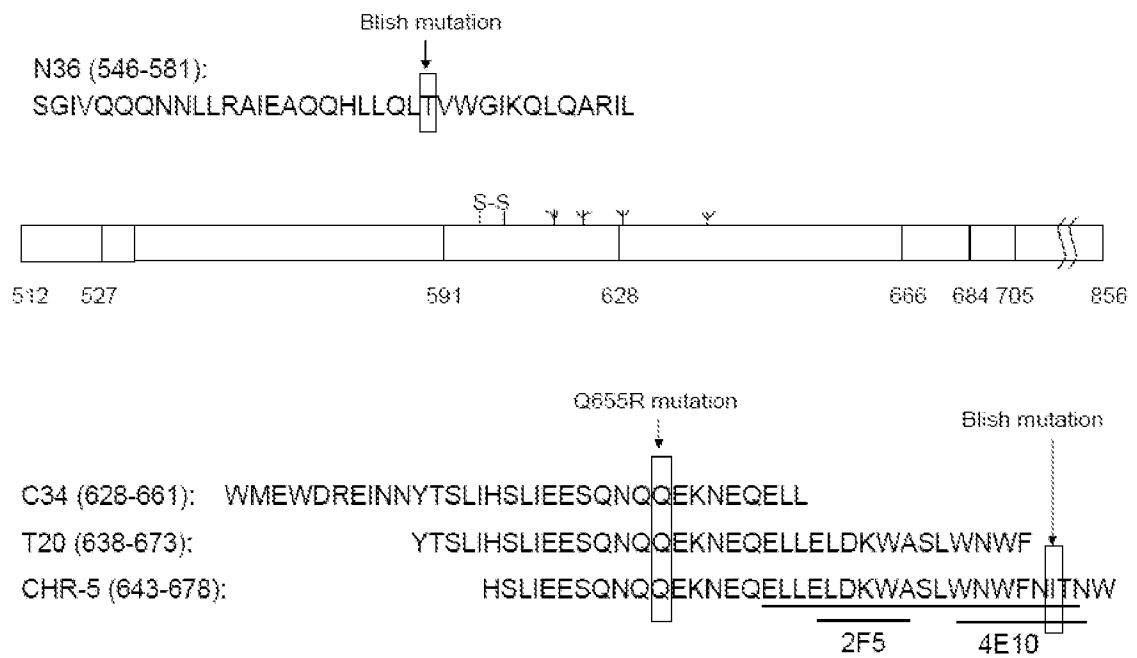 Blish mutation
N36 (546-581):
SGIVQQQNNLLRAIEAQQHLLQLTVWGIKQLQARIL
S-S
512 527 591 628 666 684 705 856
Q655R mutation
Blish mutation
C34 (628-661): WMEWDREINNYTSLIHSLIEESQNQQEKNEQELL
T20 (638-673): YTSLIHSLIEESQNQQEKNEQELLELDKWASLWNWF
CHR-5 (643-678): HSLIEESQNQQEKNEQELLELDKWASLWNWFNITNW
2F5 4E10